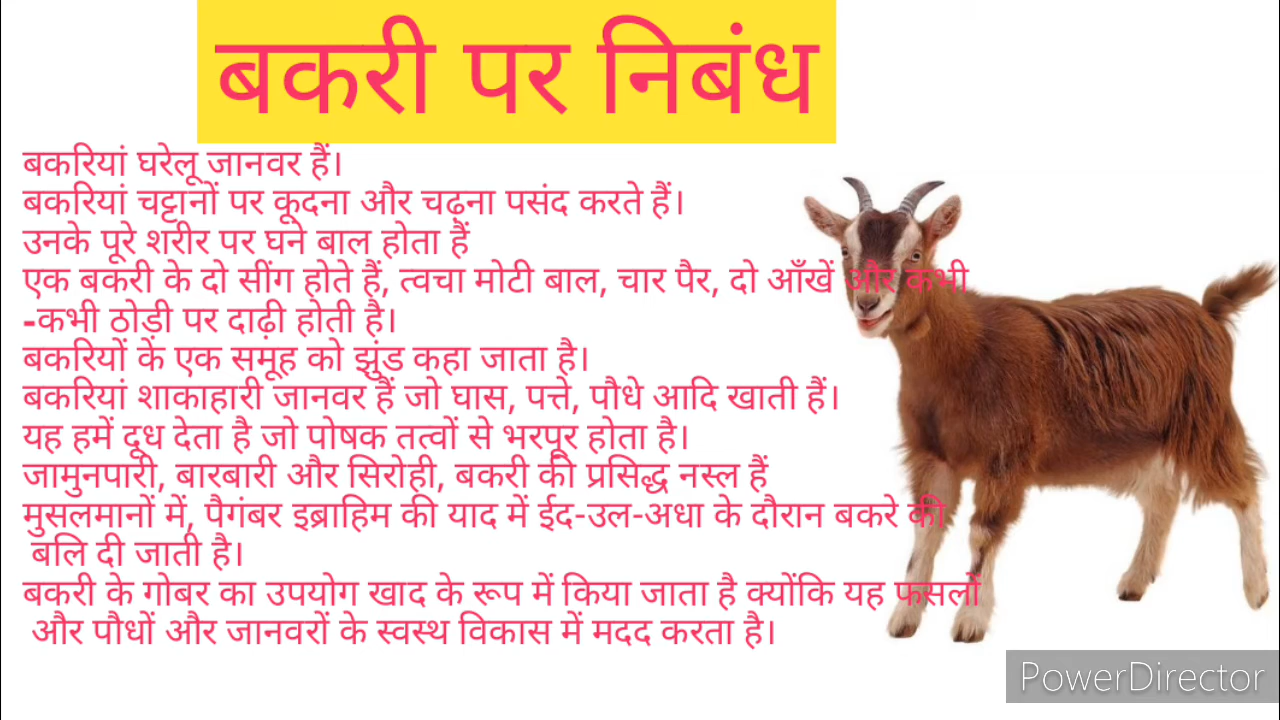 बकरी पर निबंध
बकरियां घरेलू जानवर हैं।
बकरियां चट्टानों पर कूदना और चढ़ना पसंद करते हैं।
उनके पूरे शरीर पर घने बाल होता हैं
एक बकरी के दो सींग होते हैं, त्वचा मोटी बाल, चार पैर, दो आँखें और कभी
-कभी ठोड़ी पर दाढ़ी होती है।
बकरियों के एक समूह को झुंड कहा जाता है।
बकरियां शाकाहारी जानवर हैं जो घास, पत्ते, पौधे आदि खाती हैं।
यह हमें दूध देता है जो पोषक तत्वों से भरपूर होता है।
जामुनपारी, बारबारी और सिरोही, बकरी की प्रसिद्ध नस्ल हैं
मुसलमानों में, पैगंबर इब्राहिम की याद में ईद-उल-अधा के दौरान बकरे की
बलि दी जाती है।
बकरी के गोबर का उपयोग खाद के रूप में किया जाता है क्योंकि यह फसलों
और पौधों और जानवरों के स्वस्थ विकास में मदद करता है।
PowerDirector